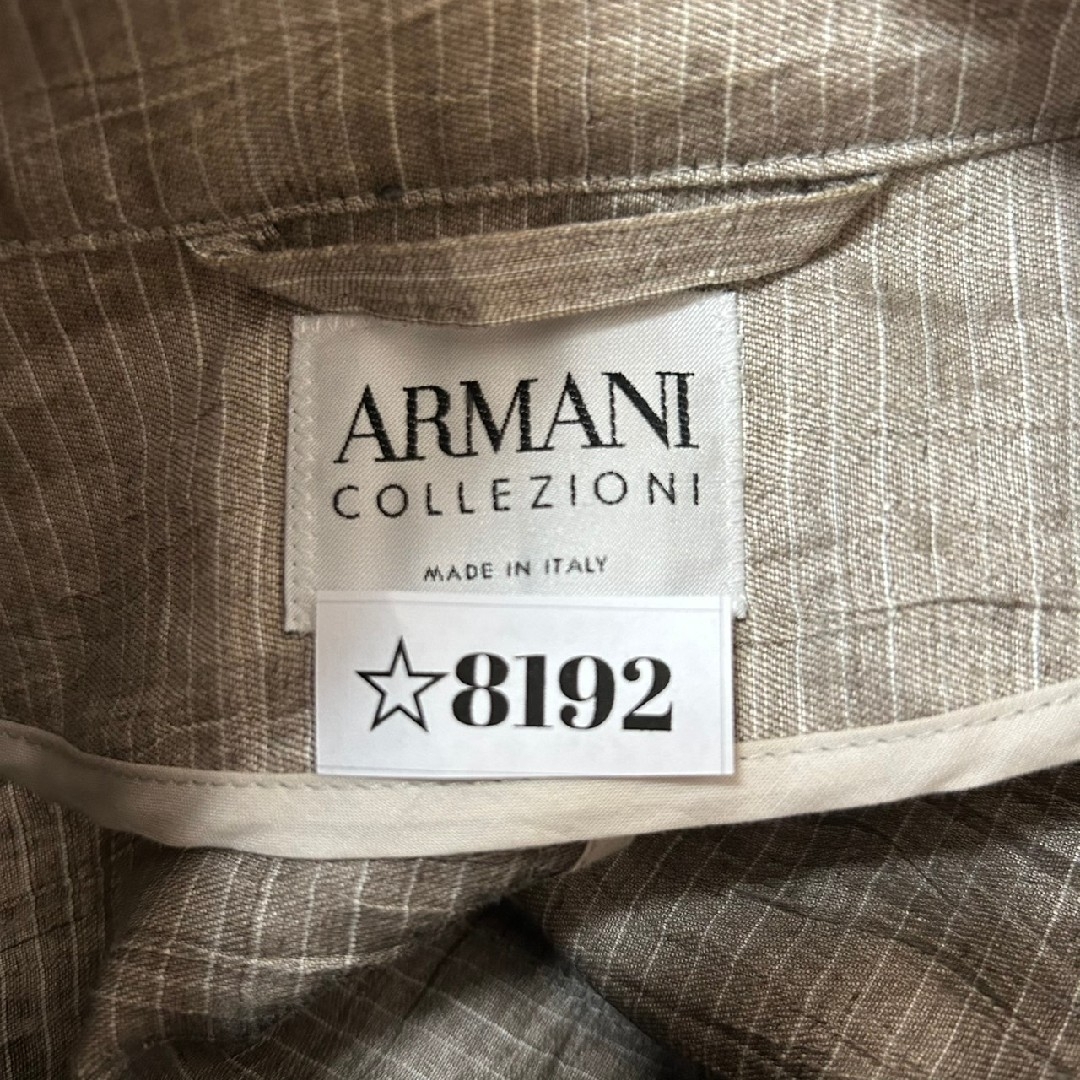 ARMANI
COLLEZIONI
MADE IN ITALY
☆8192